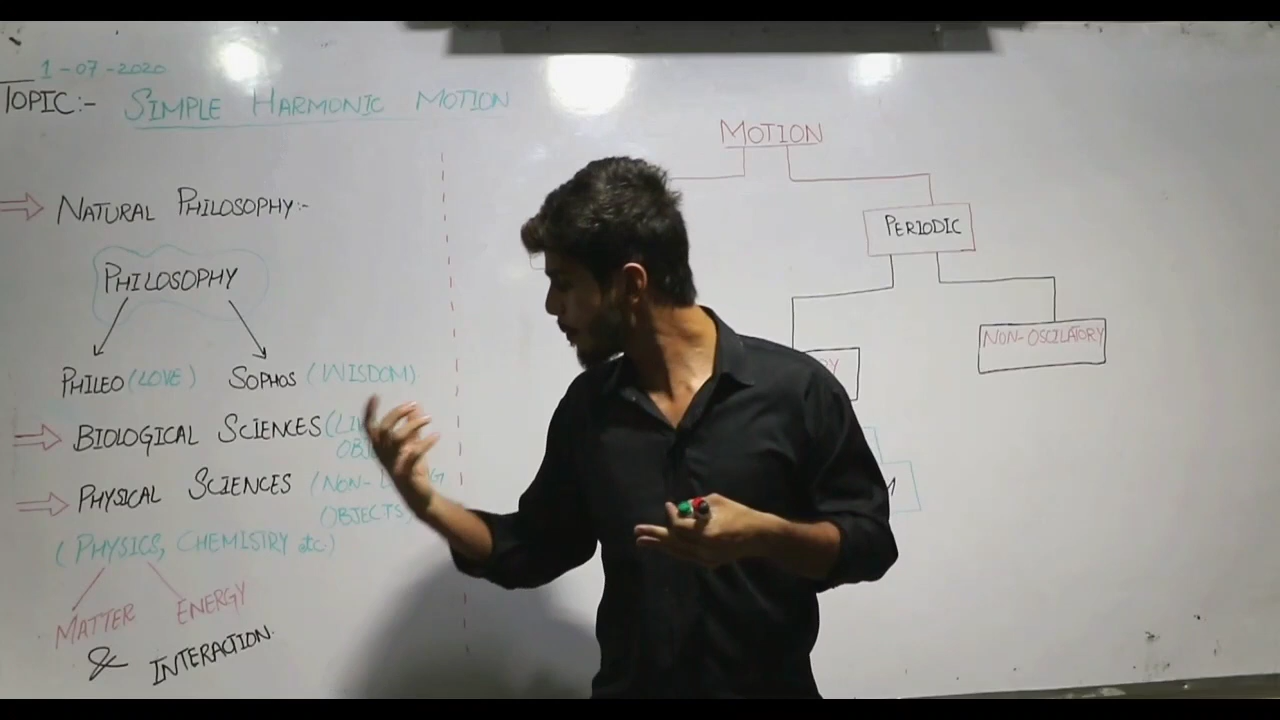 1-07-2020
TOPIC:- SIMPLE HARMONIC MOTION
NATURAL PHILOSOPHY:-
PHILOSOPHY
PHILEO (LOVE) SOPHOS (WISDOM)
BIOLOGICAL SCIENCES
PHYSICAL SCIENCES (NON-
OBJECTS)
(PHYSICS, CHEMISTRY etc)
MATTER ENERGY
& INTERACTION
MOTION
PERIODIC
NON-OSCILATORY